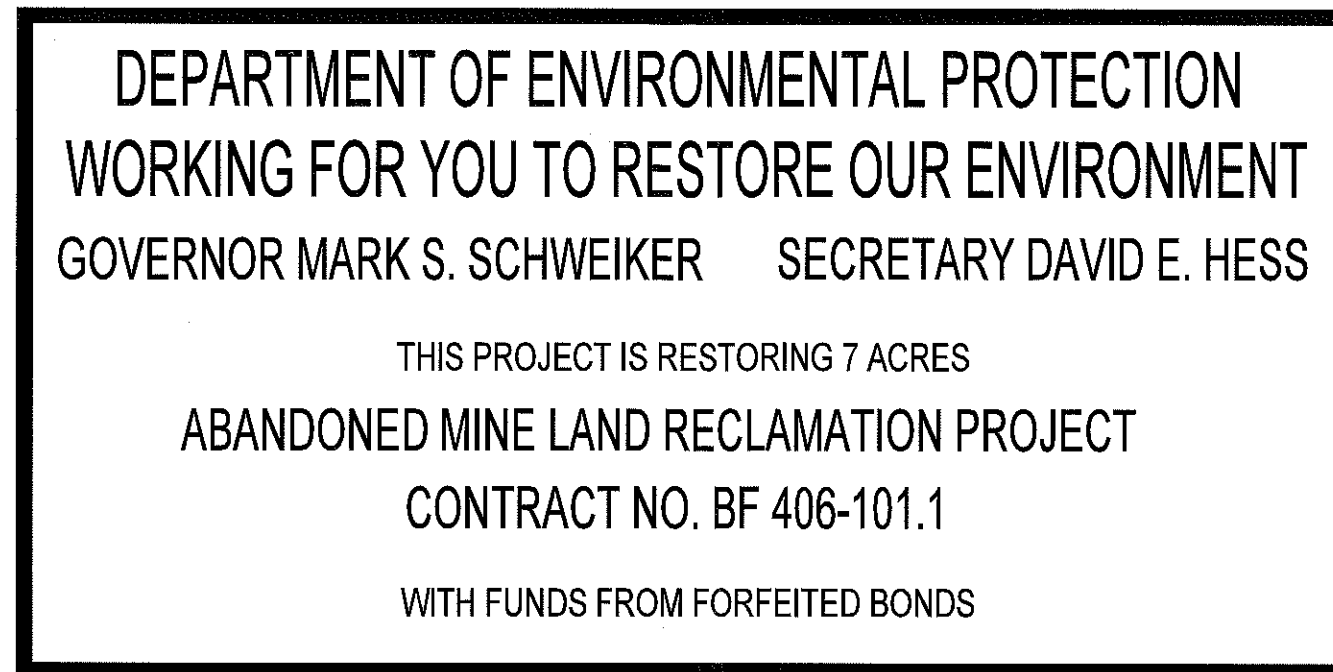 DEPARTMENT OF ENVIRONMENTAL PROTECTION
WORKING FOR YOU TO RESTORE OUR ENVIRONMENT
GOVERNOR MARK S. SCHWEIKER SECRETARY DAVID E. HESS
THIS PROJECT IS RESTORING 7 ACRES
ABANDONED MINE LAND RECLAMATION PROJECT
CONTRACT NO. BF 406-101.1
WITH FUNDS FROM FORFEITED BONDS